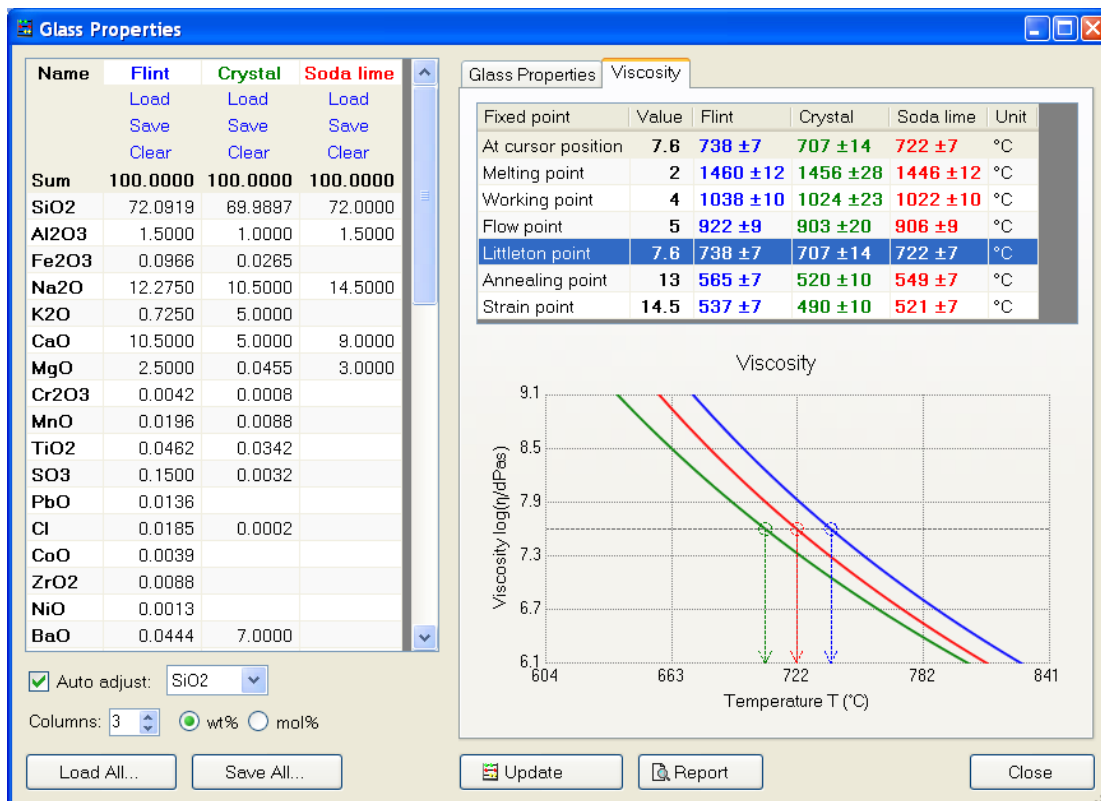 Glass Properties
Name Flint Crystal Soda lime
Load Load Load
Save Save Save
Clear Clear Clear
Sum 100.0000 100.0000 100.0000
SiO2 72.0919 69.9897 72.0000
Al2O3 1.5000 1.0000 1.5000
Fe2O3 0.0966 0.0265
Na2O 12.2750 10.5000 14.5000
K2O 0.7250 5.0000
CaO 10.5000 5.0000 9.0000
MgO 2.5000 0.0455 3.0000
Cr2O3 0.0042 0.0008
MnO 0.0196 0.0088
TiO2 0.0462 0.0342
SO3 0.1500 0.0032
PbO 0.0136
Cl 0.0185 0.0002
CoO 0.0039
ZrO2 0.0088
NiO 0.0013
BaO 0.0444 7.0000
Auto adjust: SiO2
Columns: 3 wt% mol%
Load All... Save All...
Glass Properties Viscosity
Fixed point Value Flint Crystal Soda lime Unit
At cursor position 7.6 738 ±7 707 ±14 722 ±7 °C
Melting point 2 1460 ±12 1456 ±28 1446 ±12 °C
Working point 4 1038 ±10 1024 ±23 1022 ±10 °C
Flow point 5 922 ±9 903 ±20 906 ±9 °C
Littleton point 7.6 738 ±7 707 ±14 722 ±7 °C
Annealing point 13 565 ±7 520 ±10 549 ±7 °C
Strain point 14.5 537 ±7 490 ±10 521 ±7 °C
Viscosity
Viscosity log(η/dPas)
9.1
8.5
7.9
7.3
6.7
6.1
604 663 722 782 841
Temperature T (°C)
Update Report Close